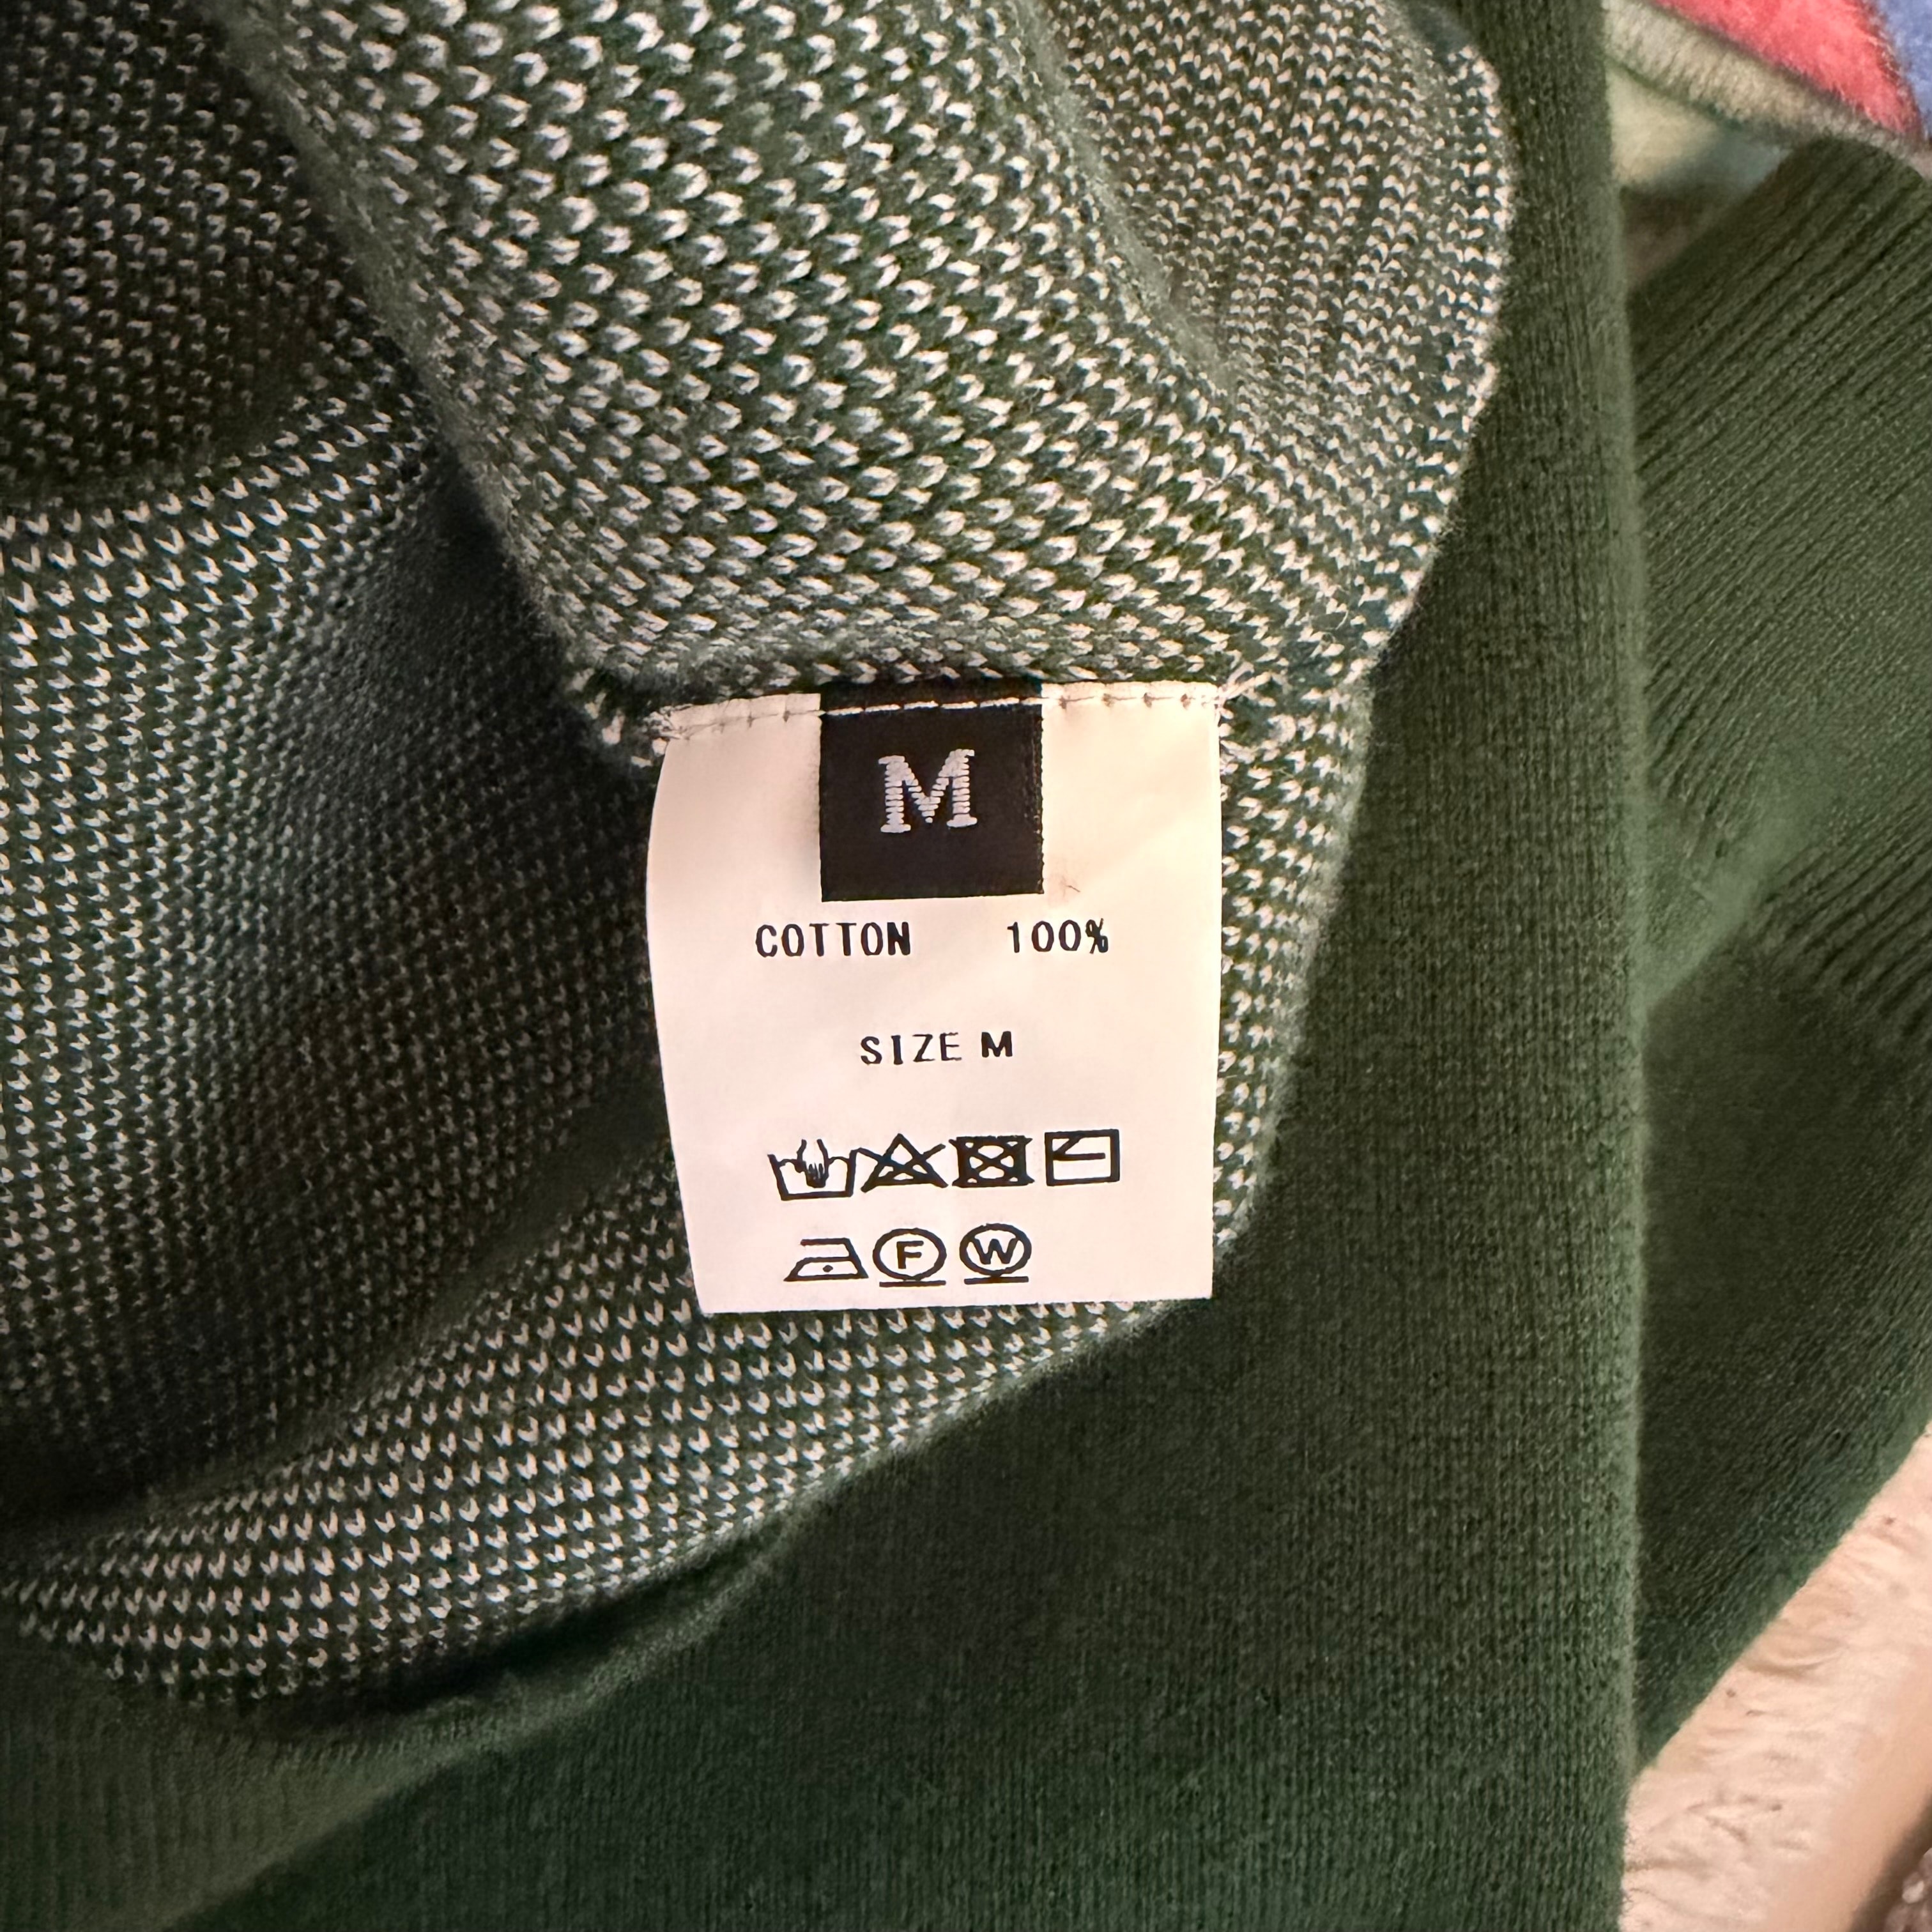 M
COTTON 100%
SIZE M
F W